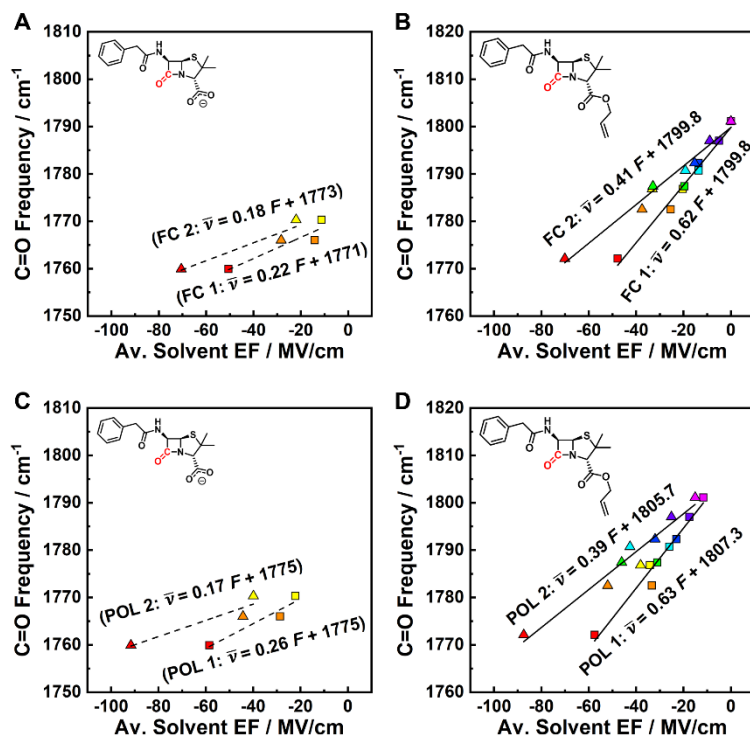 A
C=O Frequency / cm-1
1810
1800
1790
1780
1770
1760
1750
-100 -80 -60 -40 -20 0
Av. Solvent EF / MV/cm
H
N
O
S
O
N
O
O
⊖
(FC 2: ν̅ = 0.18 F + 1773)
(FC 1: ν̅ = 0.22 F + 1771)
B
C=O Frequency / cm-1
1820
1810
1800
1790
1780
1770
1760
-100 -80 -60 -40 -20 0
Av. Solvent EF / MV/cm
H
N
O
S
O
N
O
O
FC 2: ν̅ = 0.41 F + 1799.8
FC 1: ν̅ = 0.62 F + 1799.8
C
C=O Frequency / cm-1
1810
1800
1790
1780
1770
1760
1750
-100 -80 -60 -40 -20 0
Av. Solvent EF / MV/cm
H
N
O
S
O
N
O
O
⊖
(POL 2: ν̅ = 0.17 F + 1775)
(POL 1: ν̅ = 0.26 F + 1775)
D
C=O Frequency / cm-1
1820
1810
1800
1790
1780
1770
1760
-100 -80 -60 -40 -20 0
Av. Solvent EF / MV/cm
H
N
O
S
O
N
O
O
POL 2: ν̅ = 0.39 F + 1805.7
POL 1: ν̅ = 0.63 F + 1807.3